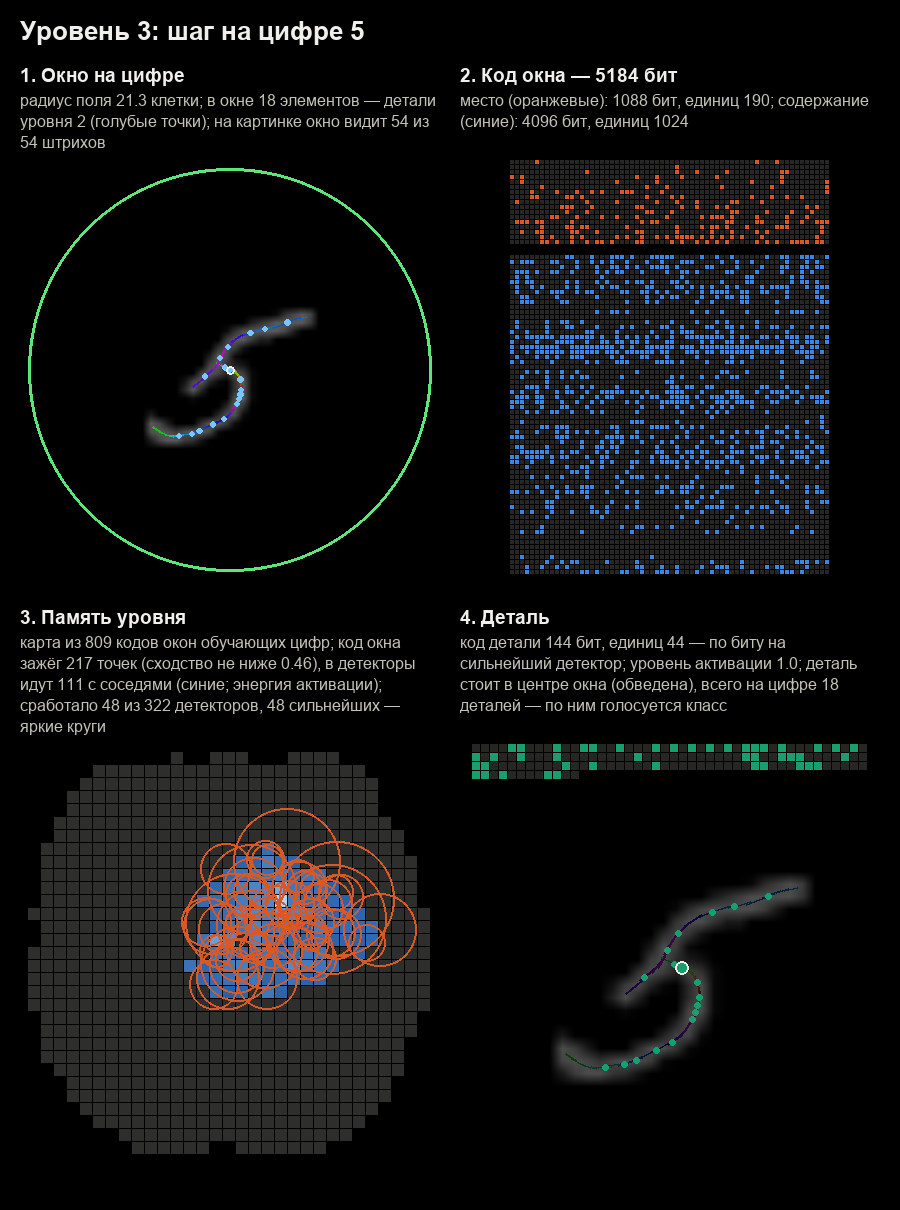 Уровень 3: шаг на цифре 5
1. Окно на цифре
радиус поля 21.3 клетки; в окне 18 элементов — детали
уровня 2 (голубые точки); на картинке окно видит 54 из
54 штрихов
2. Код окна — 5184 бит
место (оранжевые): 1088 бит, единиц 190; содержание
(синие): 4096 бит, единиц 1024
3. Память уровня
карта из 809 кодов окон обучающих цифр; код окна
зажёг 217 точек (сходство не ниже 0.46), в детекторы
идут 111 с соседями (синие; энергия активации);
сработало 48 из 322 детекторов, 48 сильнейших —
яркие круги
4. Деталь
код детали 144 бит, единиц 44 — по биту на
сильнейший детектор; уровень активации 1.0; деталь
стоит в центре окна (обведена), всего на цифре 18
деталей — по ним голосуется класс